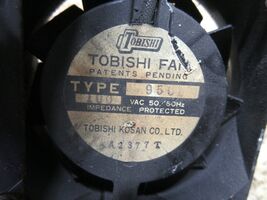 TOBISHI
TOBISHI FAN
PATENTS PENDING
TYPE
VAC 50/60Hz
IMPEDANCE PROTECTED
TOBISHI KOSAN CO., LTD.